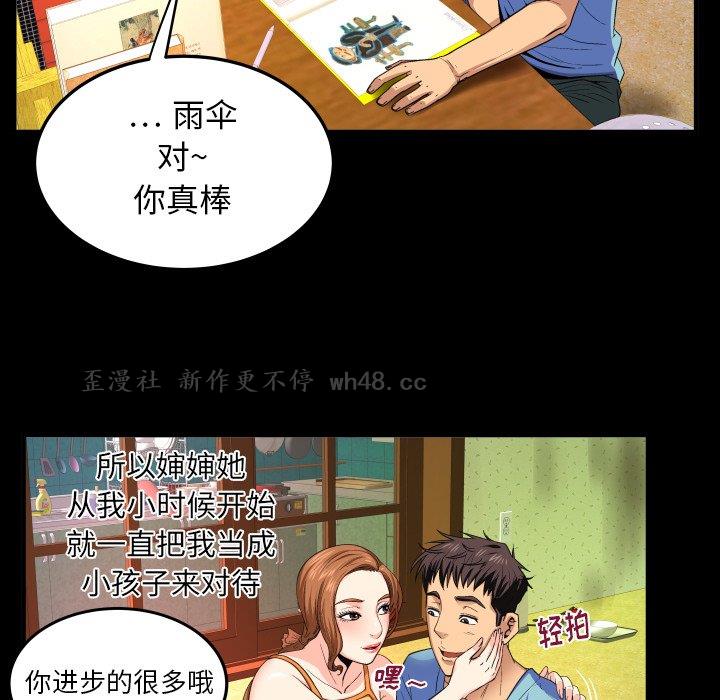 ... 雨伞
对~
你真棒
歪漫社 新作更不停 wh48.cc
所以婶婶她
从我小时候开始
就一直把我当成
小孩子来对待
轻拍
你进步的很多哦
嘿~